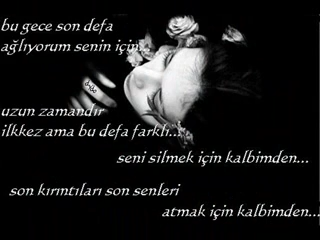 bu gece son defa
ağlıyorum senin için...
uzun zamandır
ilkkez ama bu defa farklı...
seni silmek için kalbimden...
son kırıntıları son senleri
atmak için kalbimden...